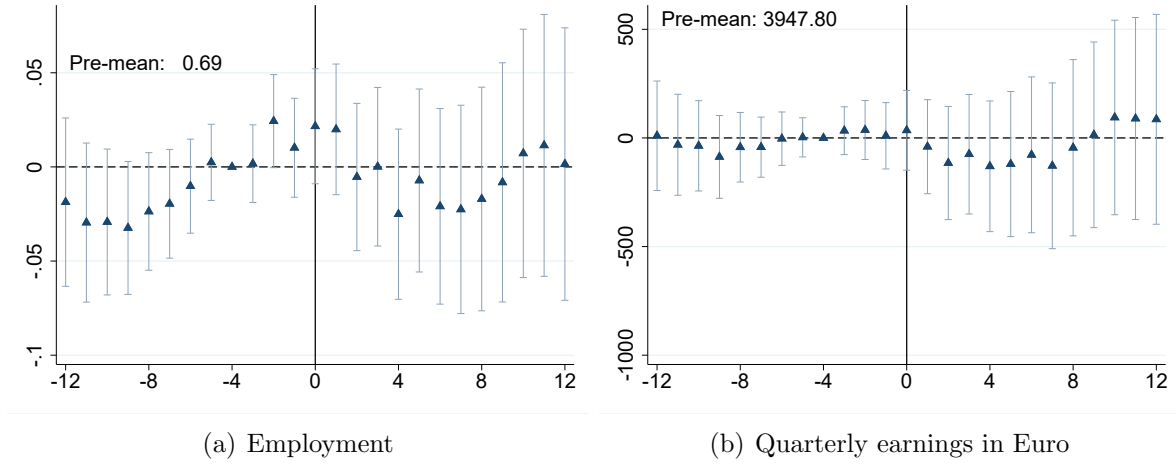 Pre-mean: 0.69
.05
0
-.05
-.1
-12 -8 -4 0 4 8 12
(a) Employment
Pre-mean: 3947.80
500
0
-500
-1000
-12 -8 -4 0 4 8 12
(b) Quarterly earnings in Euro